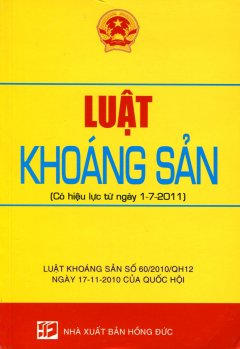 LUẬT
KHOÁNG SẢN
(Có hiệu lực từ ngày 1-7-2011)
LUẬT KHOÁNG SẢN SỐ 60/2010/QH12
NGÀY 17-11-2010 CỦA QUỐC HỘI
NHÀ XUẤT BẢN HỒNG ĐỨC